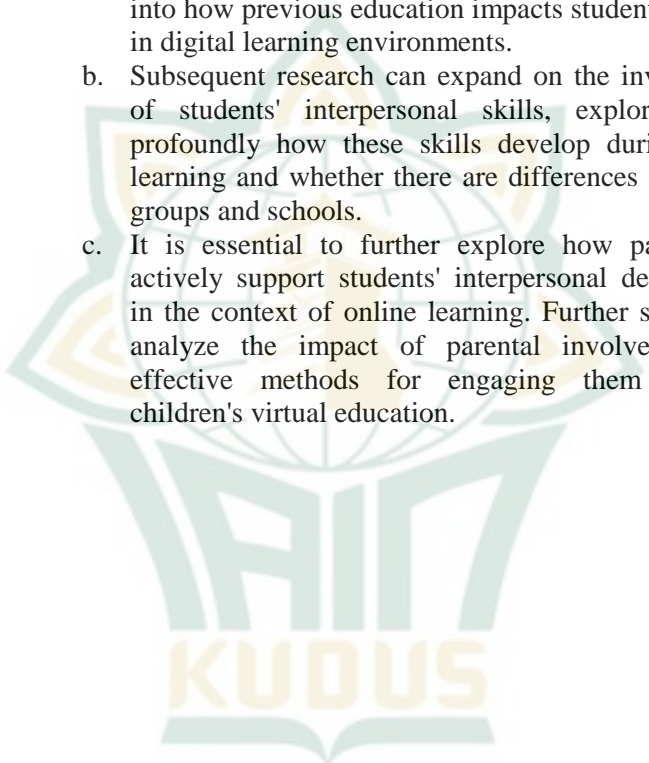 into how previous education impacts student
in digital learning environments.
b. Subsequent research can expand on the inv
of students' interpersonal skills, explor
profoundly how these skills develop duri
learning and whether there are differences
groups and schools.
c. It is essential to further explore how pa
actively support students' interpersonal de
in the context of online learning. Further s
analyze the impact of parental involve
effective methods for engaging them
children's virtual education.
IAIN
KUDUS